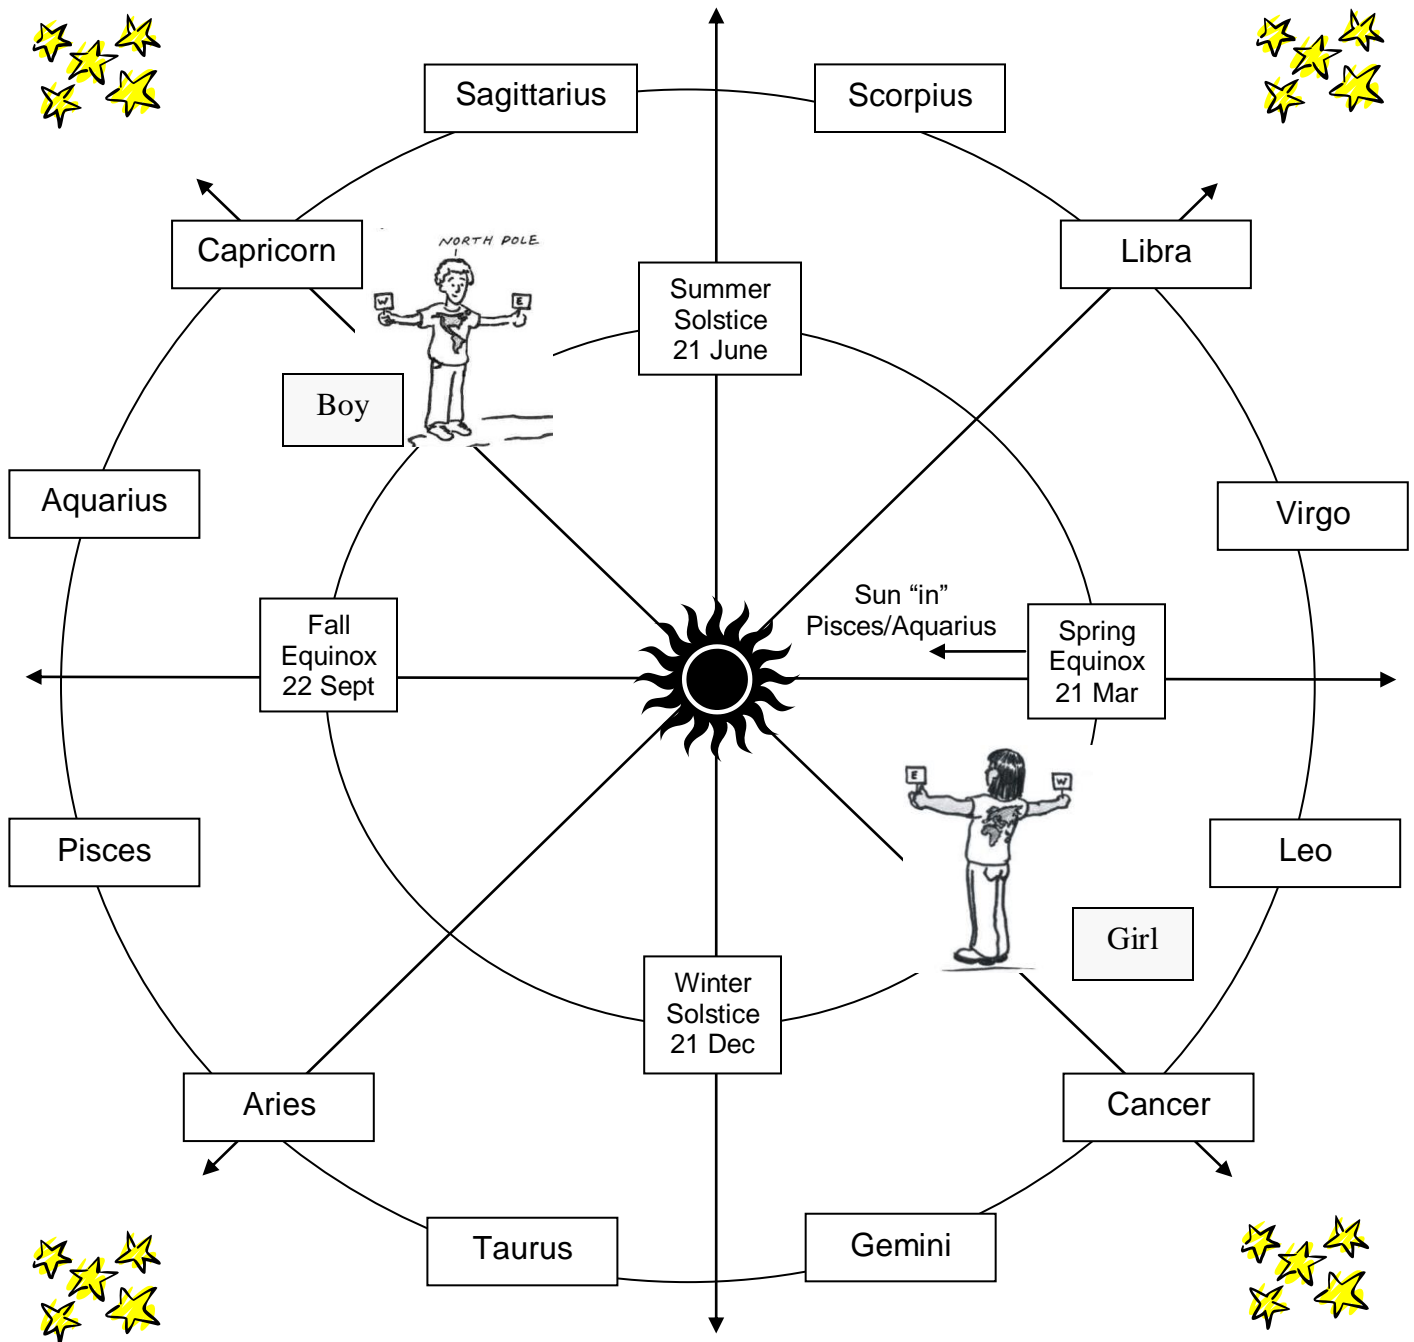 Sagittarius
Scorpius
Capricorn
NORTH POLE
Libra
W
E
Summer
Solstice
21 June
Boy
Aquarius
Virgo
Sun “in”
Pisces/Aquarius
Fall
Equinox
22 Sept
Spring
Equinox
21 Mar
E
W
Pisces
Leo
Girl
Winter
Solstice
21 Dec
Aries
Cancer
Taurus
Gemini